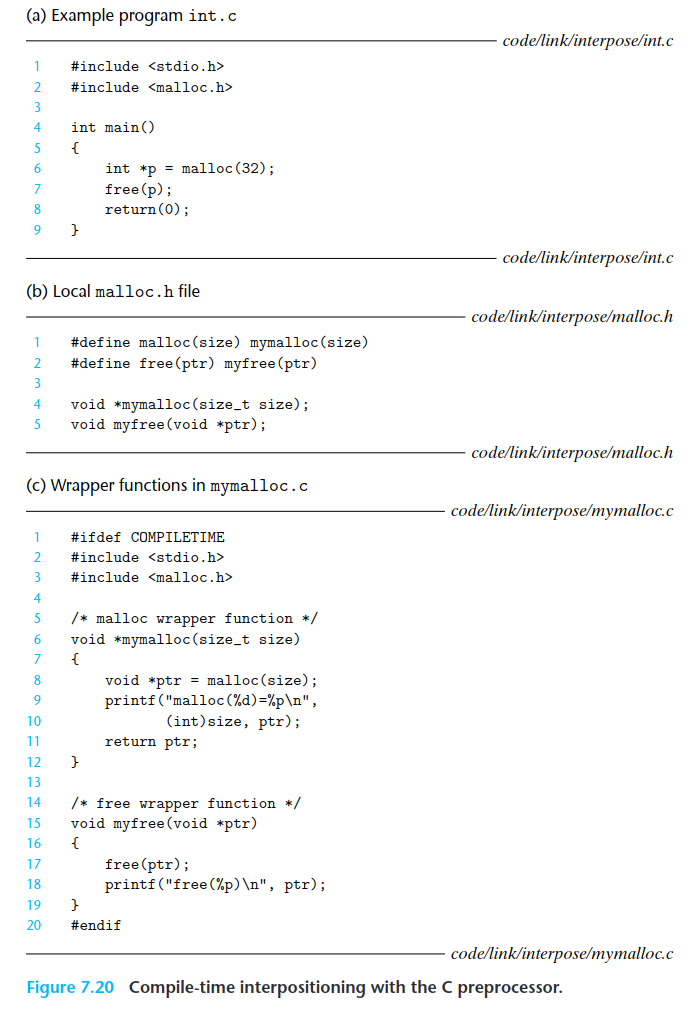 (a) Example program int.c
code/link/interpose/int.c
1 #include <stdio.h>
2 #include <malloc.h>
3
4 int main()
5 {
6     int *p = malloc(32);
7     free(p);
8     return(0);
9 }
code/link/interpose/int.c
(b) Local malloc.h file
code/link/interpose/malloc.h
1 #define malloc(size) mymalloc(size)
2 #define free(ptr) myfree(ptr)
3
4 void *mymalloc(size_t size);
5 void myfree(void *ptr);
code/link/interpose/malloc.h
(c) Wrapper functions in mymalloc.c
code/link/interpose/mymalloc.c
1 #ifdef COMPILETIME
2 #include <stdio.h>
3 #include <malloc.h>
4
5 /* malloc wrapper function */
6 void *mymalloc(size_t size)
7 {
8     void *ptr = malloc(size);
9     printf("malloc(%d)=%p\n",
10            (int)size, ptr);
11     return ptr;
12 }
13
14 /* free wrapper function */
15 void myfree(void *ptr)
16 {
17     free(ptr);
18     printf("free(%p)\n", ptr);
19 }
20 #endif
code/link/interpose/mymalloc.c
Figure 7.20 Compile-time interpositioning with the C preprocessor.